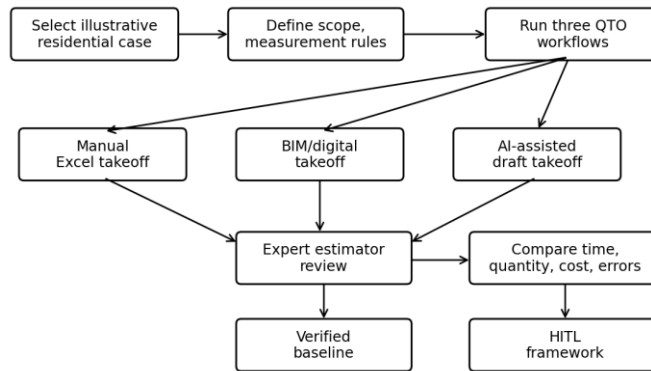 Select illustrative
residential case
Define scope,
measurement rules
Run three QTO
workflows
Manual
Excel takeoff
BIM/digital
takeoff
AI-assisted
draft takeoff
Expert estimator
review
Compare time,
quantity, cost, errors
Verified
baseline
HITL
framework